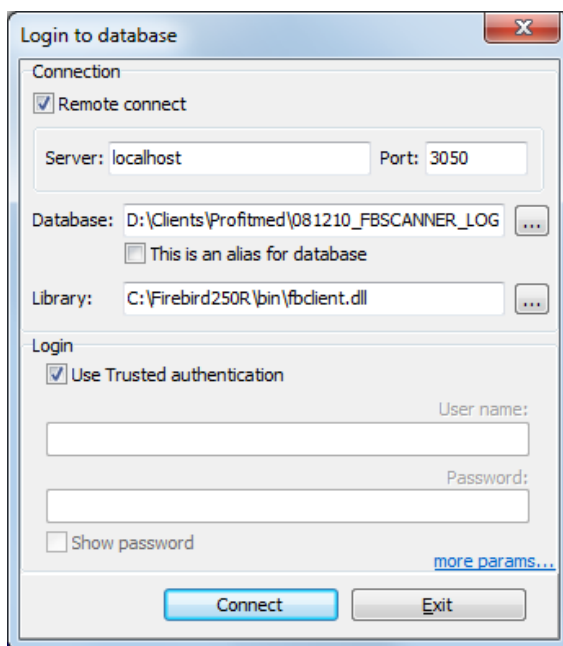 Login to database
Connection
Remote connect
Server: localhost Port: 3050
Database: D:\Clients\Profitmed\081210_FBSCANNER_LOG ...
This is an alias for database
Library: C:\Firebird250R\bin\fbclient.dll ...
Login
Use Trusted authentication
User name:
Password:
Show password
more params...
Connect Exit